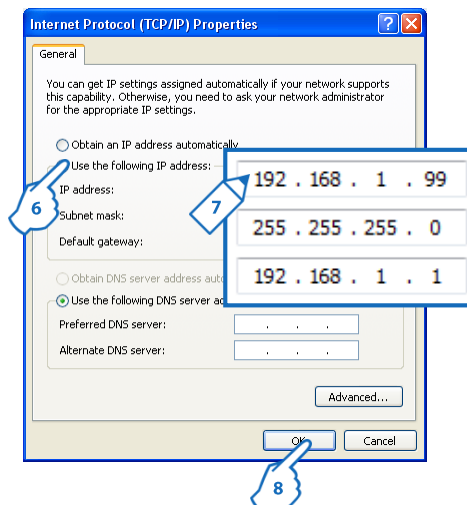 Internet Protocol (TCP/IP) Properties
General
You can get IP settings assigned automatically if your network supports
this capability. Otherwise, you need to ask your network administrator
for the appropriate IP settings.
Obtain an IP address automatically
Use the following IP address:
IP address:
192 . 168 . 1 . 99
6
7
Subnet mask:
255 . 255 . 255 . 0
Default gateway:
192 . 168 . 1 . 1
Obtain DNS server address
Use the following DNS server
Preferred DNS server:
. . .
Alternate DNS server:
. . .
Advanced...
OK
Cancel
8